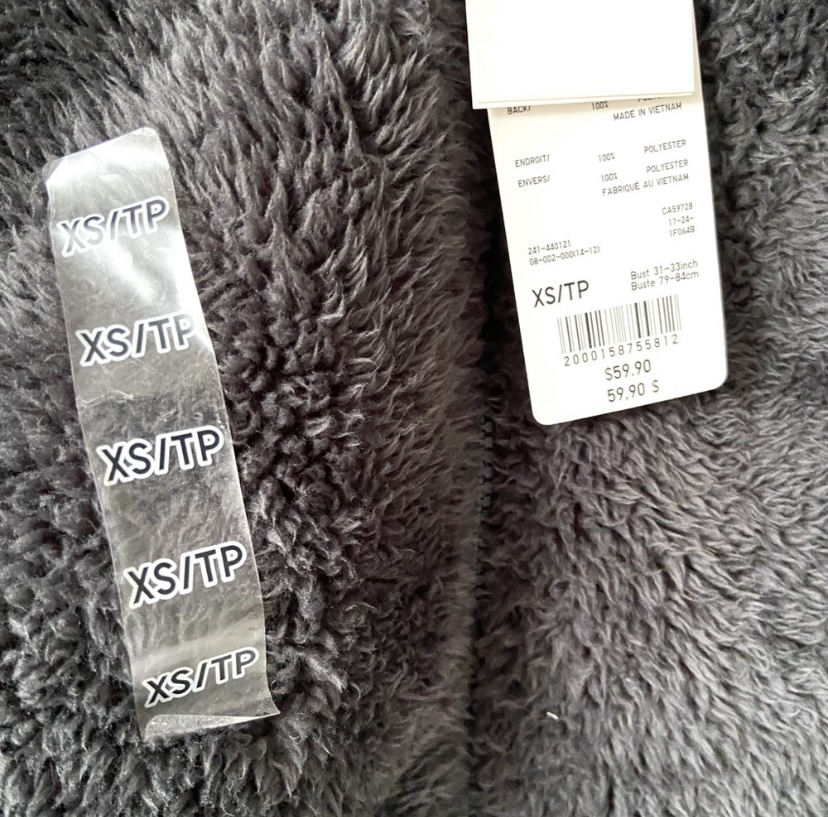 XS/TP
XS/TP
XS/TP
XS/TP
XS/TP
BACK/ 100%
MADE IN VIETNAM
ENDROIT/ 100% POLYESTER
ENVERS/ 100% POLYESTER
FABRIQUÉ AU VIETNAM
CA59728
17-24-
1F064B
241-440121
08-002-000(14-12)
XS/TP
Bust 31-33inch
Buste 79-84cm
2000158755812
$59.90
59,90 $